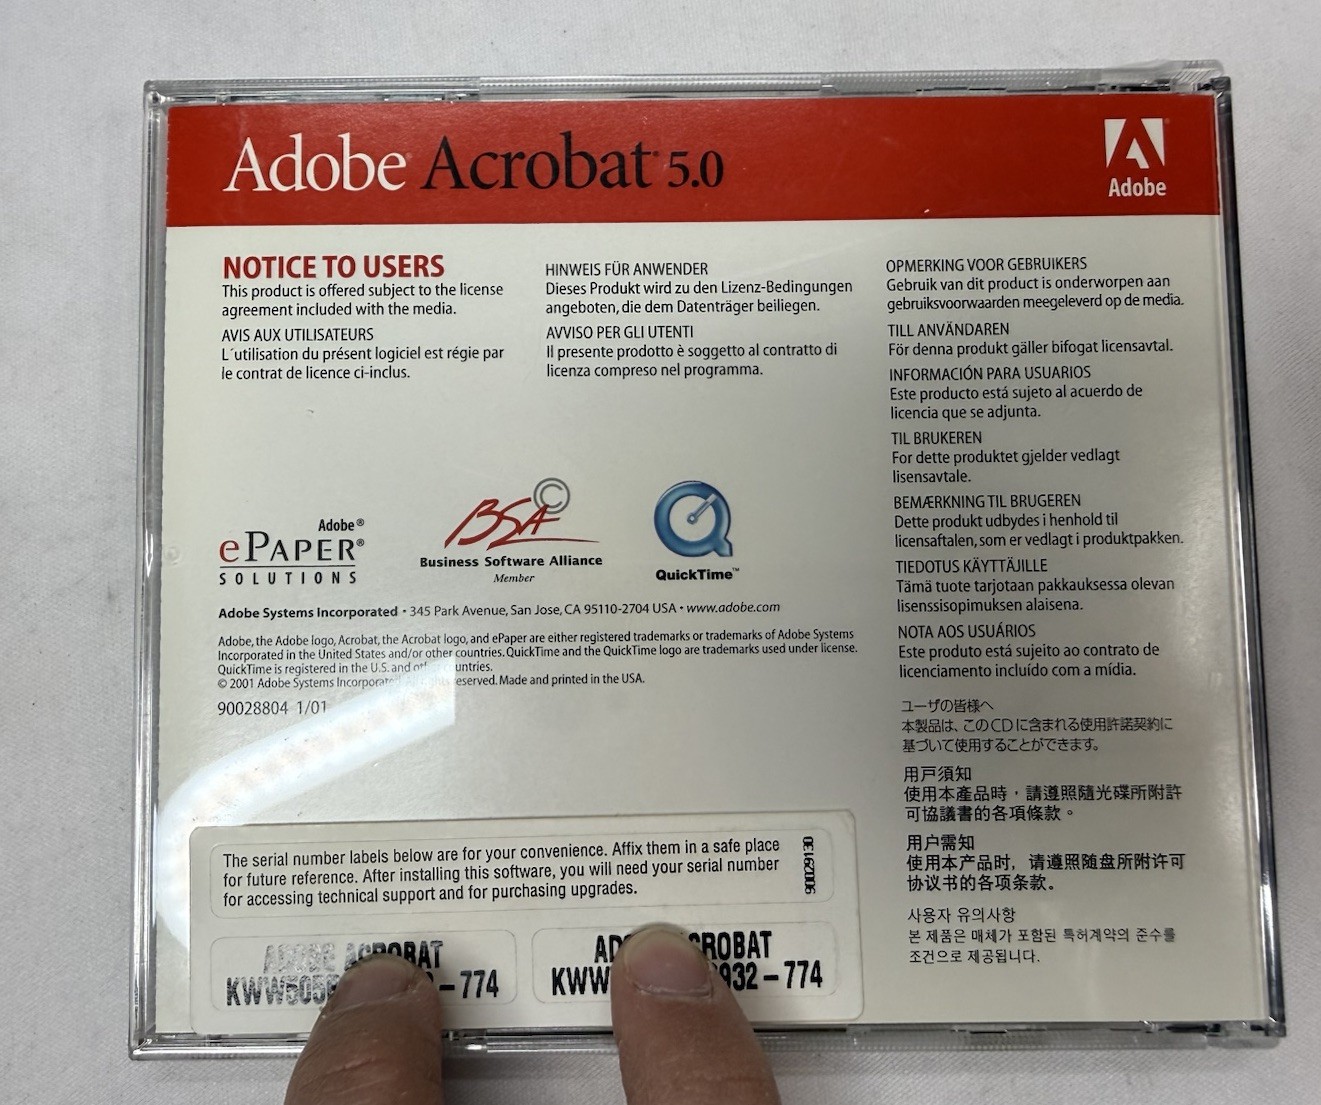 Adobe Acrobat® 5.0
Adobe
NOTICE TO USERS
This product is offered subject to the license
agreement included with the media.
AVIS AUX UTILISATEURS
L´utilisation du présent logiciel est régie par
le contrat de licence ci-inclus.
HINWEIS FÜR ANWENDER
Dieses Produkt wird zu den Lizenz-Bedingungen
angeboten, die dem Datenträger beiliegen.
AVVISO PER GLI UTENTI
Il presente prodotto è soggetto al contratto di
licenza compreso nel programma.
OPMERKING VOOR GEBRUIKERS
Gebruik van dit product is onderworpen aan
gebruiksvoorwaarden meegeleverd op de media.
TILL ANVÄNDAREN
För denna produkt gäller bifogat licensavtal.
INFORMACIÓN PARA USUARIOS
Este producto está sujeto al acuerdo de
licencia que se adjunta.
TIL BRUKEREN
For dette produktet gjelder vedlagt
lisensavtale.
BEMÆRKNING TIL BRUGEREN
Dette produkt udbydes i henhold til
licensaftalen, som er vedlagt i produktpakken.
TIEDOTUS KÄYTTÄJILLE
Tämä tuote tarjotaan pakkauksessa olevan
lisenssisopimuksen alaisena.
NOTA AOS USUÁRIOS
Este produto está sujeito ao contrato de
licenciamento incluído com a mídia.
ユーザの皆様へ
本製品は、このCDに含まれる使用許諾契約に
基づいて使用することができます。
用戶須知
使用本產品時，請遵照隨光碟所附許
可協議書的各項條款。
用户需知
使用本产品时，请遵照随盘所附许可
协议书的各项条款。
사용자 유의사항
본 제품은 매체가 포함된 특허계약의 준수를
조건으로 제공됩니다.
Adobe®
ePAPER®
SOLUTIONS
BSA ©
Business Software Alliance
Member
QuickTime™
Adobe Systems Incorporated • 345 Park Avenue, San Jose, CA 95110-2704 USA • www.adobe.com
Adobe, the Adobe logo, Acrobat, the Acrobat logo, and ePaper are either registered trademarks or trademarks of Adobe Systems
Incorporated in the United States and/or other countries. QuickTime and the QuickTime logo are trademarks used under license.
QuickTime is registered in the U.S. and
© 2001 Adobe Systems Incorporated. Made and printed in the USA.
90028804 1/01
The serial number labels below are for your convenience. Affix them in a safe place
for future reference. After installing this software, you will need your serial number
for accessing technical support and for purchasing upgrades.
90029130
ADOBE ACROBAT
-774
ADOBE ACROBAT
KWW 932-774